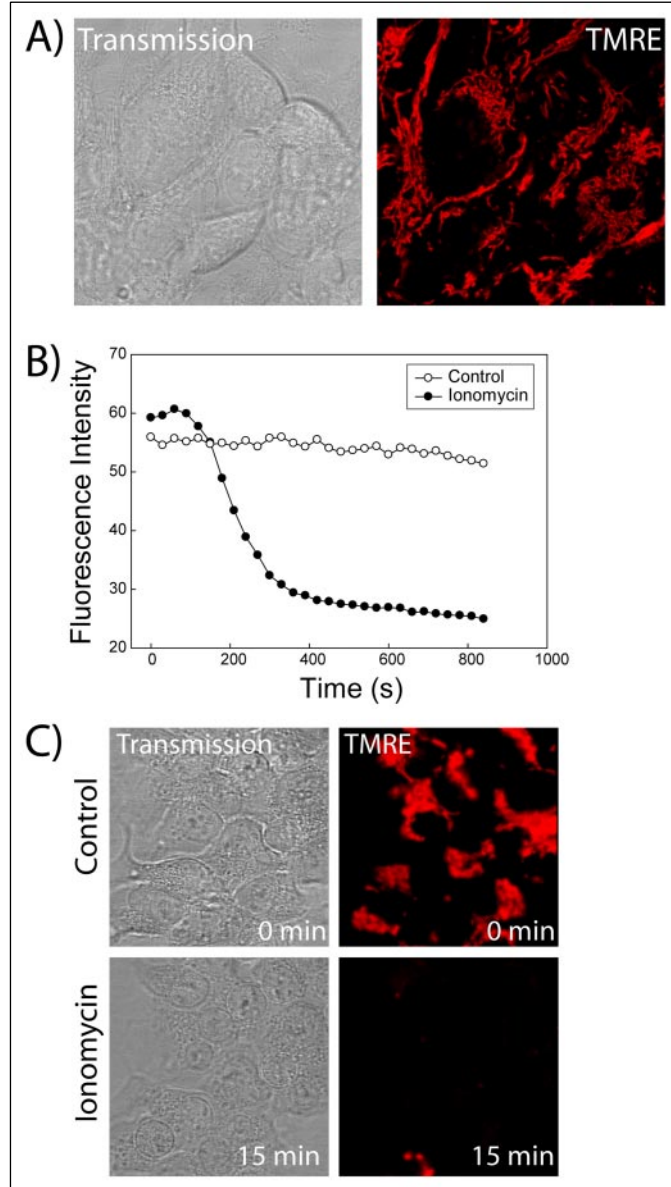 A)
Transmission
TMRE
B)
Fluorescence Intensity
70
60
50
40
30
20
Control
Ionomycin
0
200
400
600
800
1000
Time (s)
C)
Control
Transmission
0 min
TMRE
0 min
Ionomycin
15 min
15 min